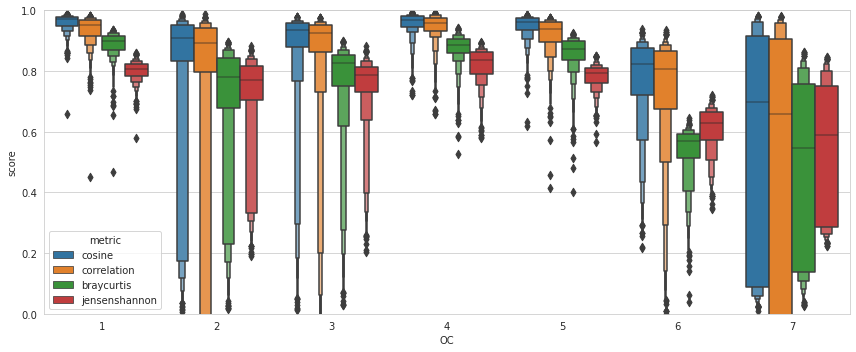 1.0
0.8
0.6
0.4
0.2
0.0
score
metric
cosine
correlation
braycurtis
jensenshannon
1 2 3 4 5 6 7
OC